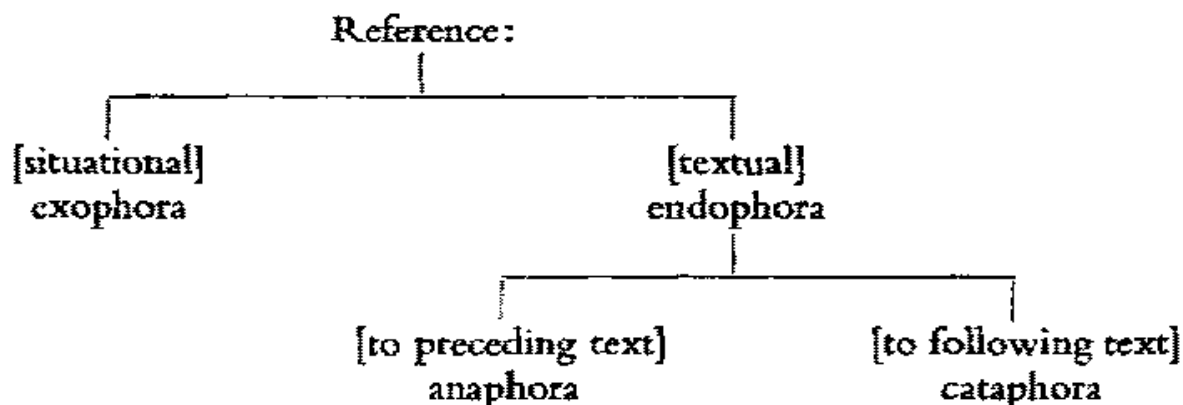 Reference:
[situational]
exophora
[textual]
endophora
[to preceding text]
anaphora
[to following text]
cataphora